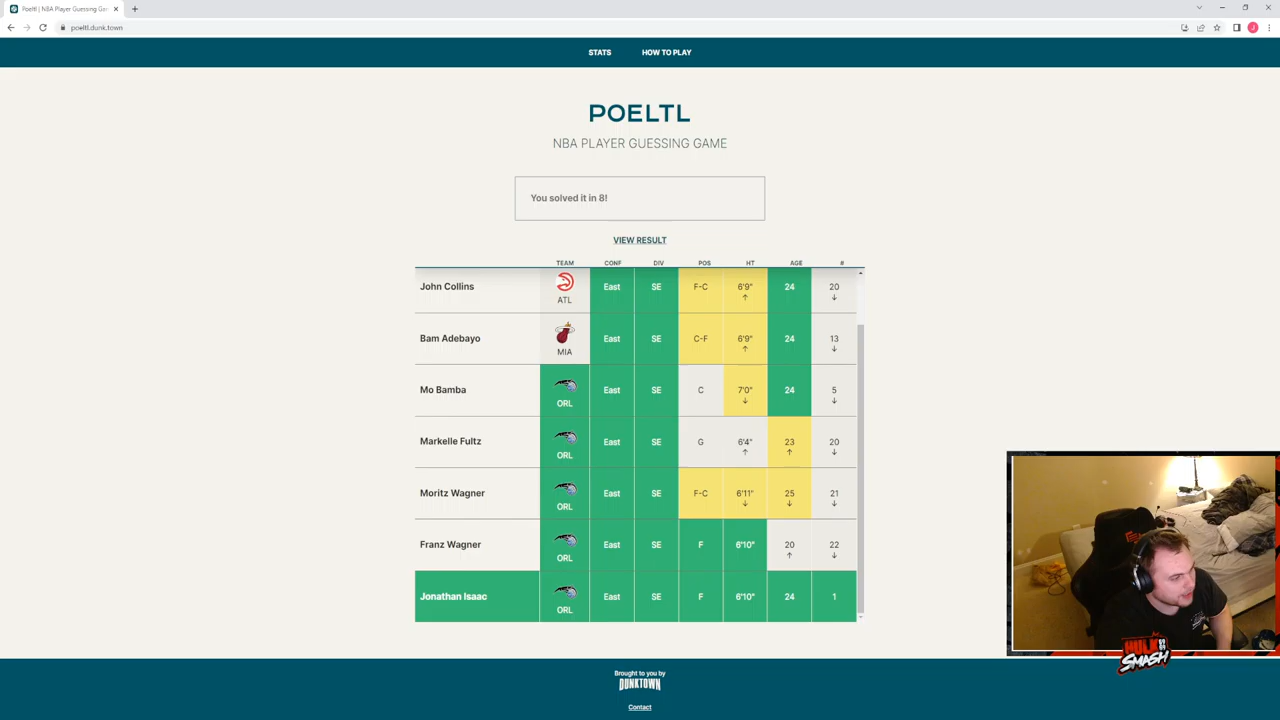 Poeltl | NBA Player Guessing Gam
poeltl.dunk.town
J
STATS HOW TO PLAY
POELTL
NBA PLAYER GUESSING GAME
You solved it in 8!
VIEW RESULT
TEAM CONF DIV POS HT AGE #
John Collins ATL East SE F-C 6'9" ↑ 24 20 ↓
Bam Adebayo MIA East SE C-F 6'9" ↑ 24 13 ↓
Mo Bamba ORL East SE C 7'0" ↓ 24 5 ↓
Markelle Fultz ORL East SE G 6'4" ↑ 23 ↑ 20 ↓
Moritz Wagner ORL East SE F-C 6'11" ↓ 25 ↓ 21 ↓
Franz Wagner ORL East SE F 6'10" 20 ↑ 22 ↓
Jonathan Isaac ORL East SE F 6'10" 24 1
Brought to you by
DUNKTOWN
Contact
HULK
SMASH